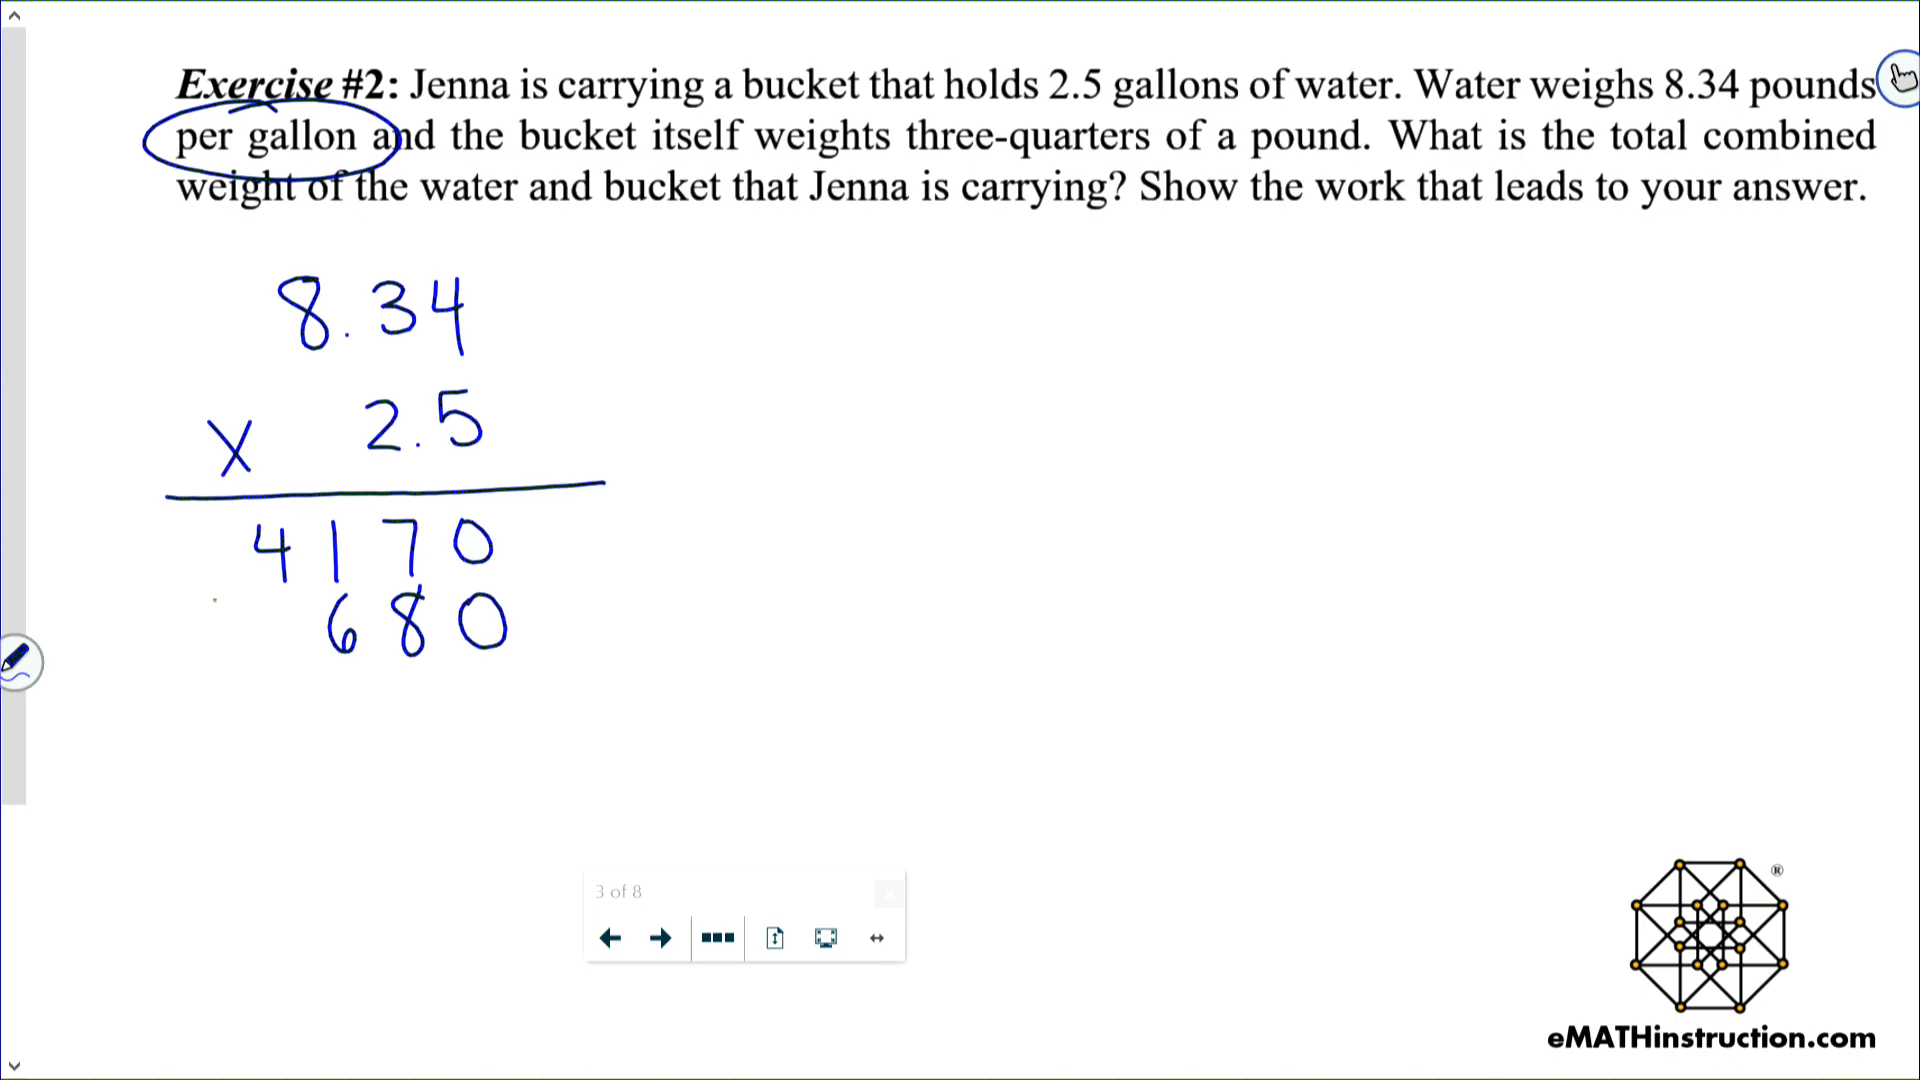 Exercise #2: Jenna is carrying a bucket that holds 2.5 gallons of water. Water weighs 8.34 pounds
per gallon and the bucket itself weights three-quarters of a pound. What is the total combined
weight of the water and bucket that Jenna is carrying? Show the work that leads to your answer.
8.34
x 2.5
4170
680
3 of 8
®
eMATHinstruction.com